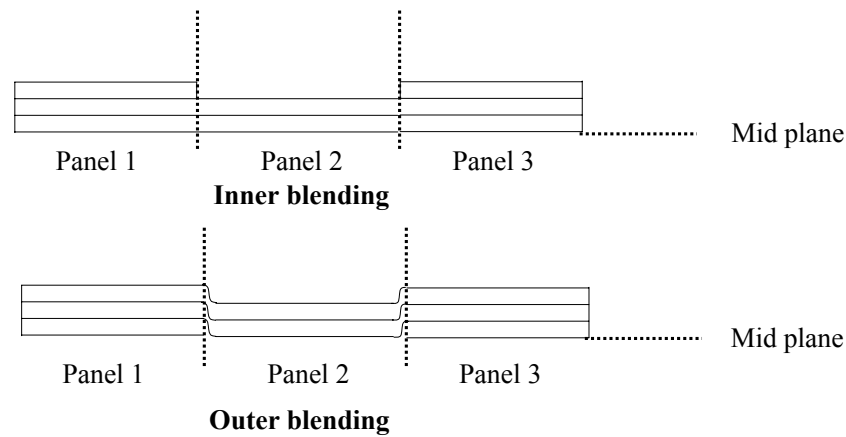 Mid plane
Panel 1 Panel 2 Panel 3
Inner blending
Mid plane
Panel 1 Panel 2 Panel 3
Outer blending